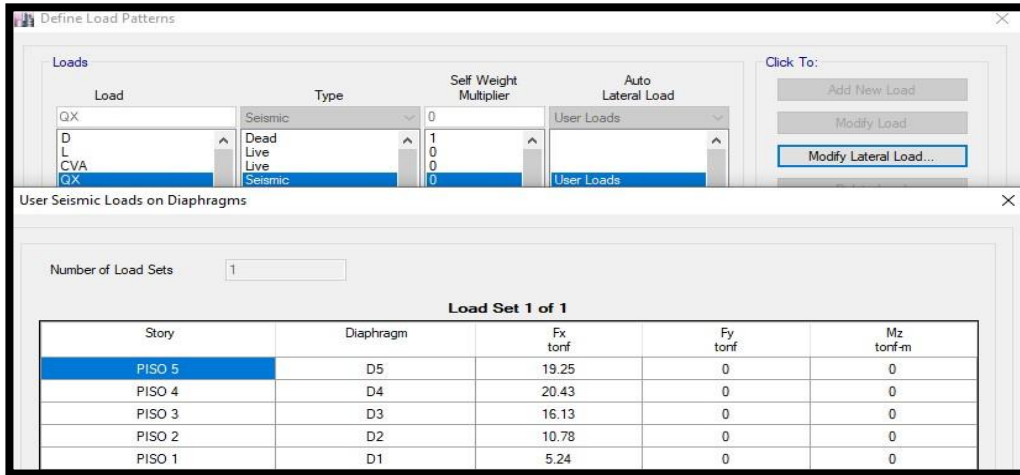 Define Load Patterns
Loads
Click To:
Load Type Self Weight Multiplier Auto Lateral Load
QX Seismic 0 User Loads
D Dead 1
L Live 0
CVA Live 0
QX Seismic 0 User Loads
Add New Load
Modify Load
Modify Lateral Load...
User Seismic Loads on Diaphragms
Number of Load Sets 1
Load Set 1 of 1
Story Diaphragm Fx tonf Fy tonf Mz tonf-m
PISO 5 D5 19.25 0 0
PISO 4 D4 20.43 0 0
PISO 3 D3 16.13 0 0
PISO 2 D2 10.78 0 0
PISO 1 D1 5.24 0 0